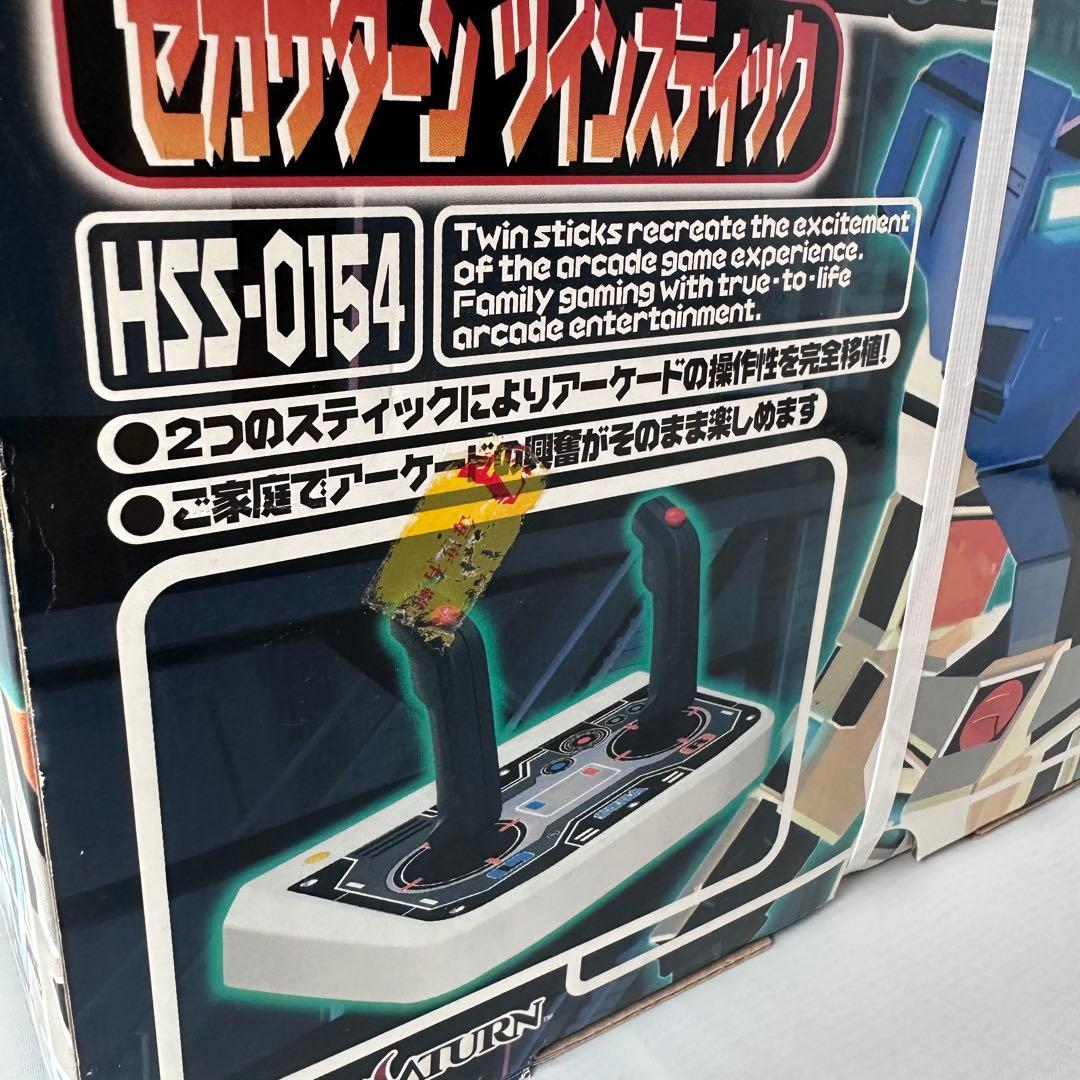 セガサターン ツインスティック
HSS-0154
Twin sticks recreate the excitement
of the arcade game experience.
Family gaming with true-to-life
arcade entertainment.
●2つのスティックによりアーケードの操作性を完全移植!
●ご家庭でアーケードの興奮がそのまま楽しめます
SEGA
SATURN™